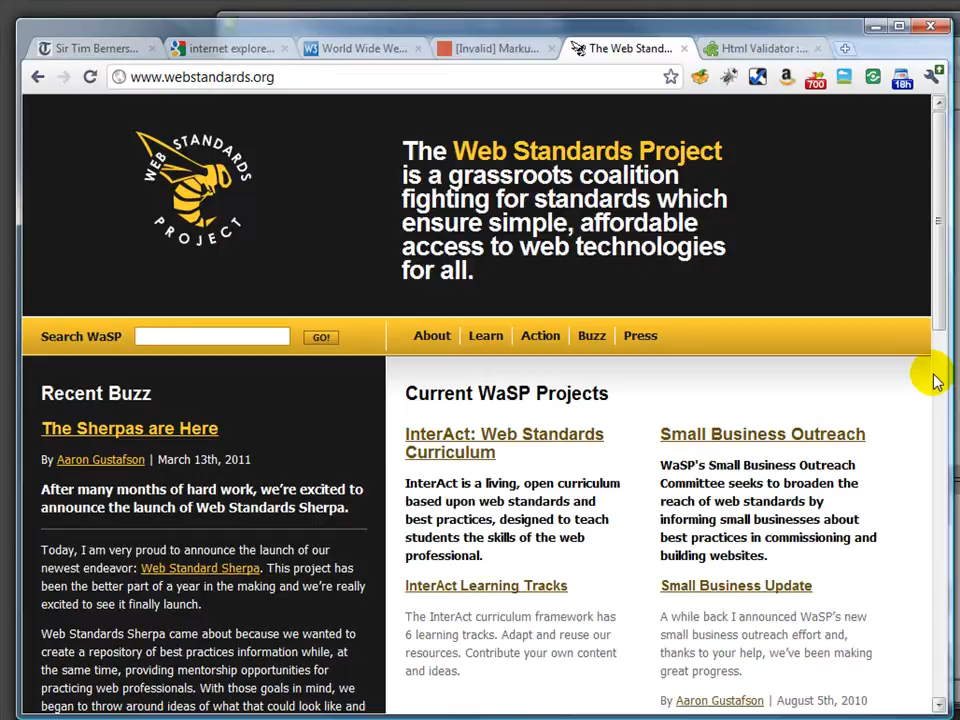 Sir Tim Berners...
internet explore...
World Wide We...
[Invalid] Marku...
The Web Stand...
Html Validator :...
www.webstandards.org
700
18h
WEB STANDARDS
PROJECT
The Web Standards Project
is a grassroots coalition
fighting for standards which
ensure simple, affordable
access to web technologies
for all.
Search WaSP
GO!
About
Learn
Action
Buzz
Press
Recent Buzz
The Sherpas are Here
By Aaron Gustafson | March 13th, 2011
After many months of hard work, we're excited to
announce the launch of Web Standards Sherpa.
Today, I am very proud to announce the launch of our
newest endeavor: Web Standard Sherpa. This project has
been the better part of a year in the making and we're really
excited to see it finally launch.
Web Standards Sherpa came about because we wanted to
create a repository of best practices information while, at
the same time, providing mentorship opportunities for
practicing web professionals. With those goals in mind, we
began to throw around ideas of what that could look like and
Current WaSP Projects
InterAct: Web Standards
Curriculum
InterAct is a living, open curriculum
based upon web standards and
best practices, designed to teach
students the skills of the web
professional.
InterAct Learning Tracks
The InterAct curriculum framework has
6 learning tracks. Adapt and reuse our
resources. Contribute your own content
and ideas.
Small Business Outreach
WaSP's Small Business Outreach
Committee seeks to broaden the
reach of web standards by
informing small businesses about
best practices in commissioning and
building websites.
Small Business Update
A while back I announced WaSP's new
small business outreach effort and,
thanks to your help, we've been making
great progress.
By Aaron Gustafson | August 5th, 2010